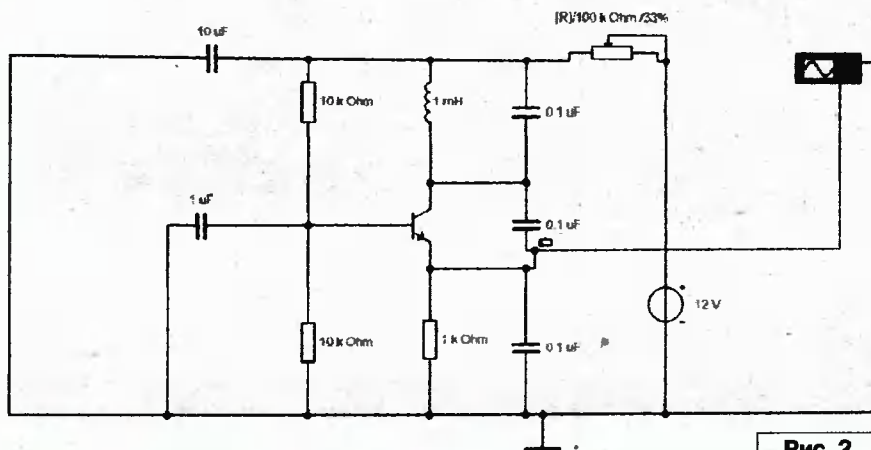 [R]/100 k Ohm /33%
10 uF
10 k Ohm
1 mH
0.1 uF
1 uF
0.1 uF
12 V
10 k Ohm
1 k Ohm
0.1 uF
Рис. 2